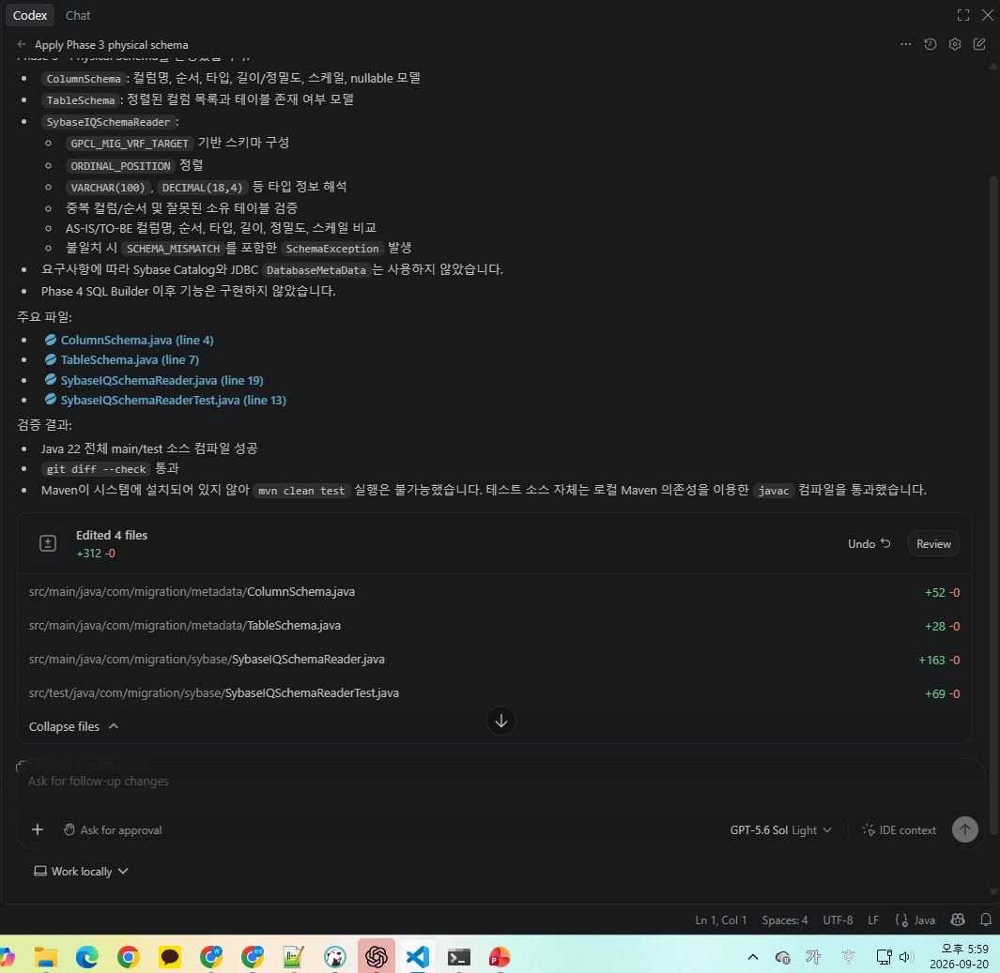 Codex Chat
Apply Phase 3 physical schema
ColumnSchema : 컬럼명, 순서, 타입, 길이/정밀도, 스케일, nullable 모델
TableSchema : 정렬된 컬럼 목록과 테이블 존재 여부 모델
SybaseIQSchemaReader :
GPCL_MIG_VRF_TARGET 기반 스키마 구성
ORDINAL_POSITION 정렬
VARCHAR(100) , DECIMAL(18,4) 등 타입 정보 해석
중복 컬럼/순서 및 잘못된 소유 테이블 검증
AS-IS/TO-BE 컬럼명, 순서, 타입, 길이, 정밀도, 스케일 비교
불일치 시 SCHEMA_MISMATCH 를 포함한 SchemaException 발생
요구사항에 따라 Sybase Catalog와 JDBC DatabaseMetaData 는 사용하지 않았습니다.
Phase 4 SQL Builder 이후 기능은 구현하지 않았습니다.
주요 파일:
ColumnSchema.java (line 4)
TableSchema.java (line 7)
SybaseIQSchemaReader.java (line 19)
SybaseIQSchemaReaderTest.java (line 13)
검증 결과:
Java 22 전체 main/test 소스 컴파일 성공
git diff --check 통과
Maven이 시스템에 설치되어 있지 않아 mvn clean test 실행은 불가능했습니다. 테스트 소스 자체는 로컬 Maven 의존성을 이용한 javac 컴파일을 통과했습니다.
Edited 4 files
+312 -0
Undo Review
src/main/java/com/migration/metadata/ColumnSchema.java +52 -0
src/main/java/com/migration/metadata/TableSchema.java +28 -0
src/main/java/com/migration/sybase/SybaseIQSchemaReader.java +163 -0
src/test/java/com/migration/sybase/SybaseIQSchemaReaderTest.java +69 -0
Collapse files
Ask for follow-up changes
Ask for approval GPT-5.6 Sol Light IDE context
Work locally
Ln 1, Col 1 Spaces: 4 UTF-8 LF {} Java
가 오후 5:59
2026-09-20